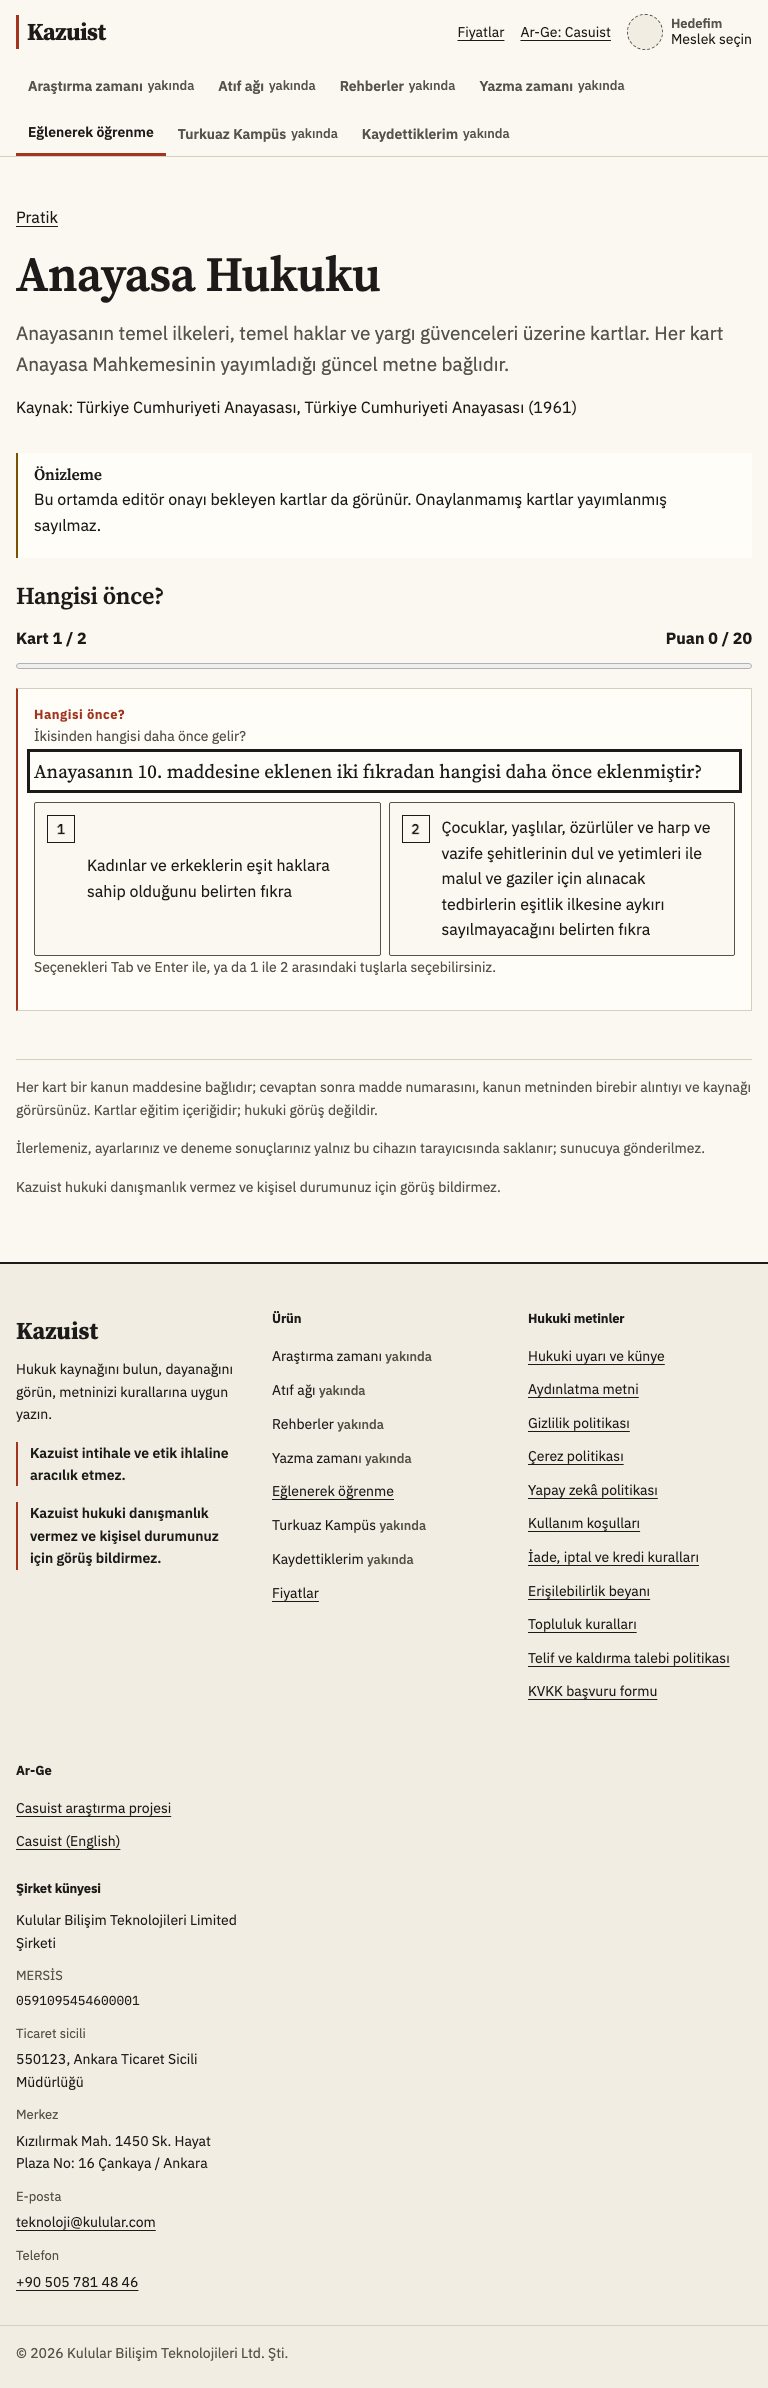 Kazuist
Fiyatlar
Ar-Ge: Casuist
Hedefim
Meslek seçin
Araştırma zamanı yakında
Atıf ağı yakında
Rehberler yakında
Yazma zamanı yakında
Eğlenerek öğrenme
Turkuaz Kampüs yakında
Kaydettiklerim yakında
Pratik
Anayasa Hukuku
Anayasanın temel ilkeleri, temel haklar ve yargı güvenceleri üzerine kartlar. Her kart
Anayasa Mahkemesinin yayımladığı güncel metne bağlıdır.
Kaynak: Türkiye Cumhuriyeti Anayasası, Türkiye Cumhuriyeti Anayasası (1961)
Önizleme
Bu ortamda editör onayı bekleyen kartlar da görünür. Onaylanmamış kartlar yayımlanmış
sayılmaz.
Hangisi önce?
Kart 1 / 2
Puan 0 / 20
Hangisi önce?
İkisinden hangisi daha önce gelir?
Anayasanın 10. maddesine eklenen iki fıkradan hangisi daha önce eklenmiştir?
1
Kadınlar ve erkeklerin eşit haklara
sahip olduğunu belirten fıkra
2
Çocuklar, yaşlılar, özürlüler ve harp ve
vazife şehitlerinin dul ve yetimleri ile
malul ve gaziler için alınacak
tedbirlerin eşitlik ilkesine aykırı
sayılmayacağını belirten fıkra
Seçenekleri Tab ve Enter ile, ya da 1 ile 2 arasındaki tuşlarla seçebilirsiniz.
Her kart bir kanun maddesine bağlıdır; cevaptan sonra madde numarasını, kanun metninden birebir alıntıyı ve kaynağı
görürsünüz. Kartlar eğitim içeriğidir; hukuki görüş değildir.
İlerlemeniz, ayarlarınız ve deneme sonuçlarınız yalnız bu cihazın tarayıcısında saklanır; sunucuya gönderilmez.
Kazuist hukuki danışmanlık vermez ve kişisel durumunuz için görüş bildirmez.
Kazuist
Hukuk kaynağını bulun, dayanağını
görün, metninizi kurallarına uygun
yazın.
Kazuist intihale ve etik ihlaline
aracılık etmez.
Kazuist hukuki danışmanlık
vermez ve kişisel durumunuz
için görüş bildirmez.
Ürün
Araştırma zamanı yakında
Atıf ağı yakında
Rehberler yakında
Yazma zamanı yakında
Eğlenerek öğrenme
Turkuaz Kampüs yakında
Kaydettiklerim yakında
Fiyatlar
Hukuki metinler
Hukuki uyarı ve künye
Aydınlatma metni
Gizlilik politikası
Çerez politikası
Yapay zekâ politikası
Kullanım koşulları
İade, iptal ve kredi kuralları
Erişilebilirlik beyanı
Topluluk kuralları
Telif ve kaldırma talebi politikası
KVKK başvuru formu
Ar-Ge
Casuist araştırma projesi
Casuist (English)
Şirket künyesi
Kulular Bilişim Teknolojileri Limited
Şirketi
MERSİS
0591095454600001
Ticaret sicili
550123, Ankara Ticaret Sicili
Müdürlüğü
Merkez
Kızılırmak Mah. 1450 Sk. Hayat
Plaza No: 16 Çankaya / Ankara
E-posta
teknoloji@kulular.com
Telefon
+90 505 781 48 46
© 2026 Kulular Bilişim Teknolojileri Ltd. Şti.